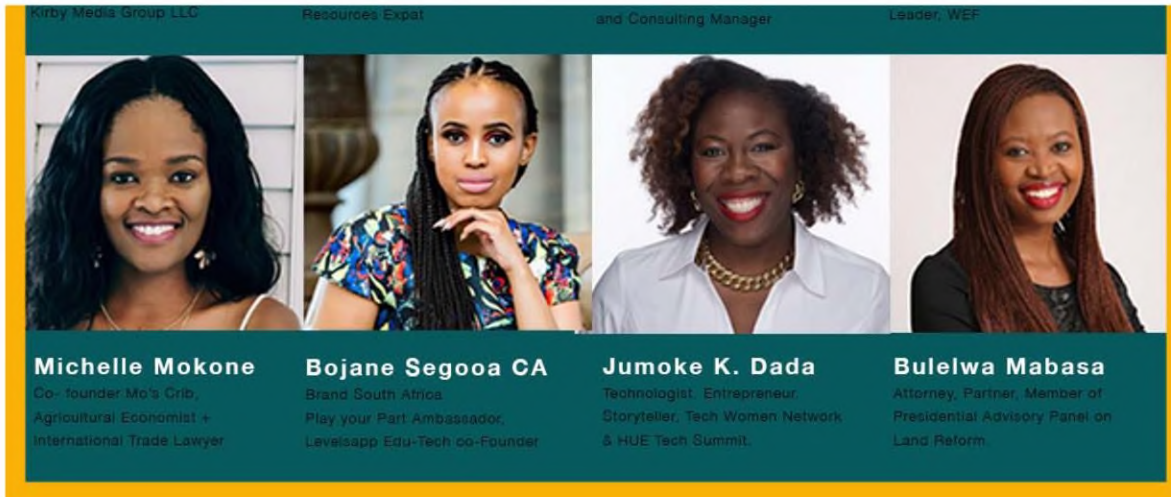 Kirby Media Group LLC
Resources Expat
and Consulting Manager
Leader, WEF
Michelle Mokone
Co- founder Mo's Crib,
Agricultural Economist +
International Trade Lawyer
Bojane Segooa CA
Brand South Africa
Play your Part Ambassador,
Levelsapp Edu-Tech co-Founder
Jumoke K. Dada
Technologist, Entrepreneur,
Storyteller, Tech Women Network
& HUE Tech Summit.
Bulelwa Mabasa
Attorney, Partner, Member of
Presidential Advisory Panel on
Land Reform.